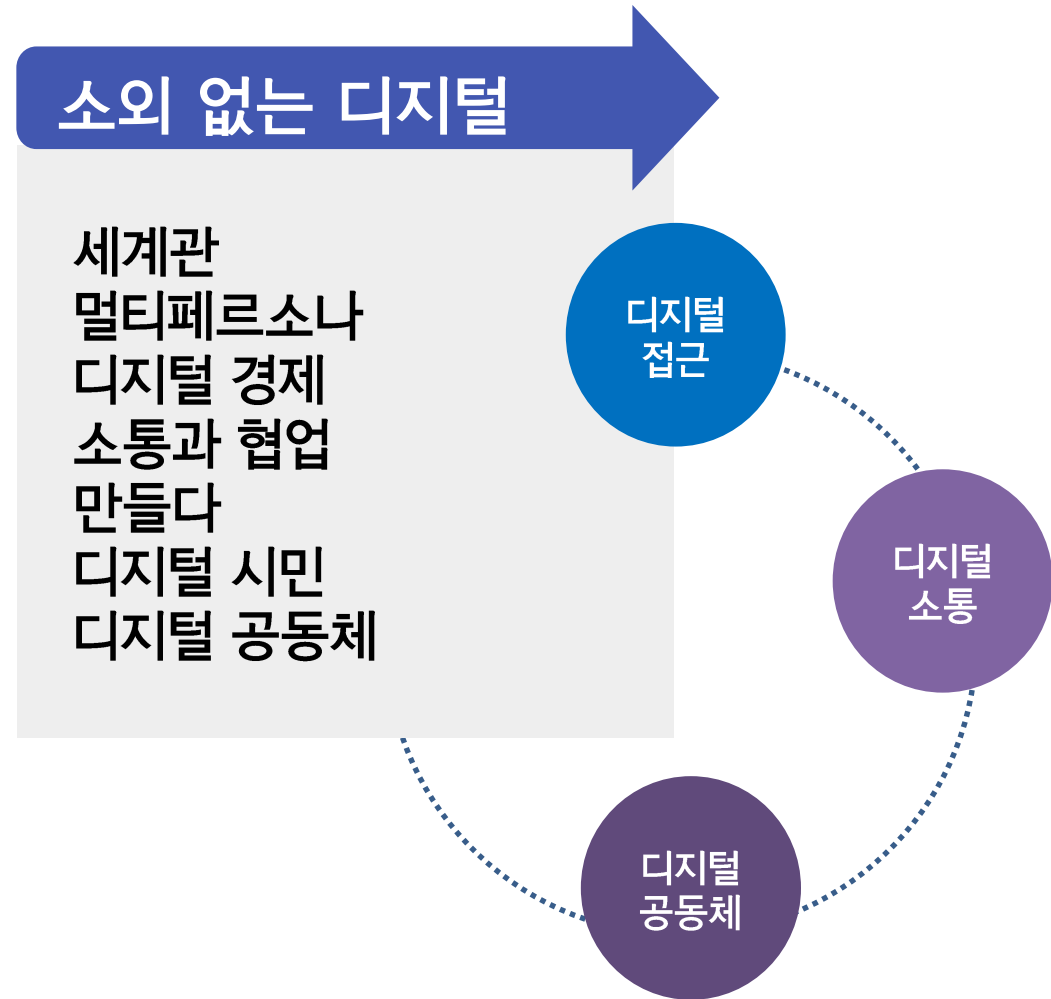 소외 없는 디지털
세계관
멀티페르소나
디지털 경제
소통과 협업
만들다
디지털 시민
디지털 공동체
디지털
접근
디지털
소통
디지털
공동체